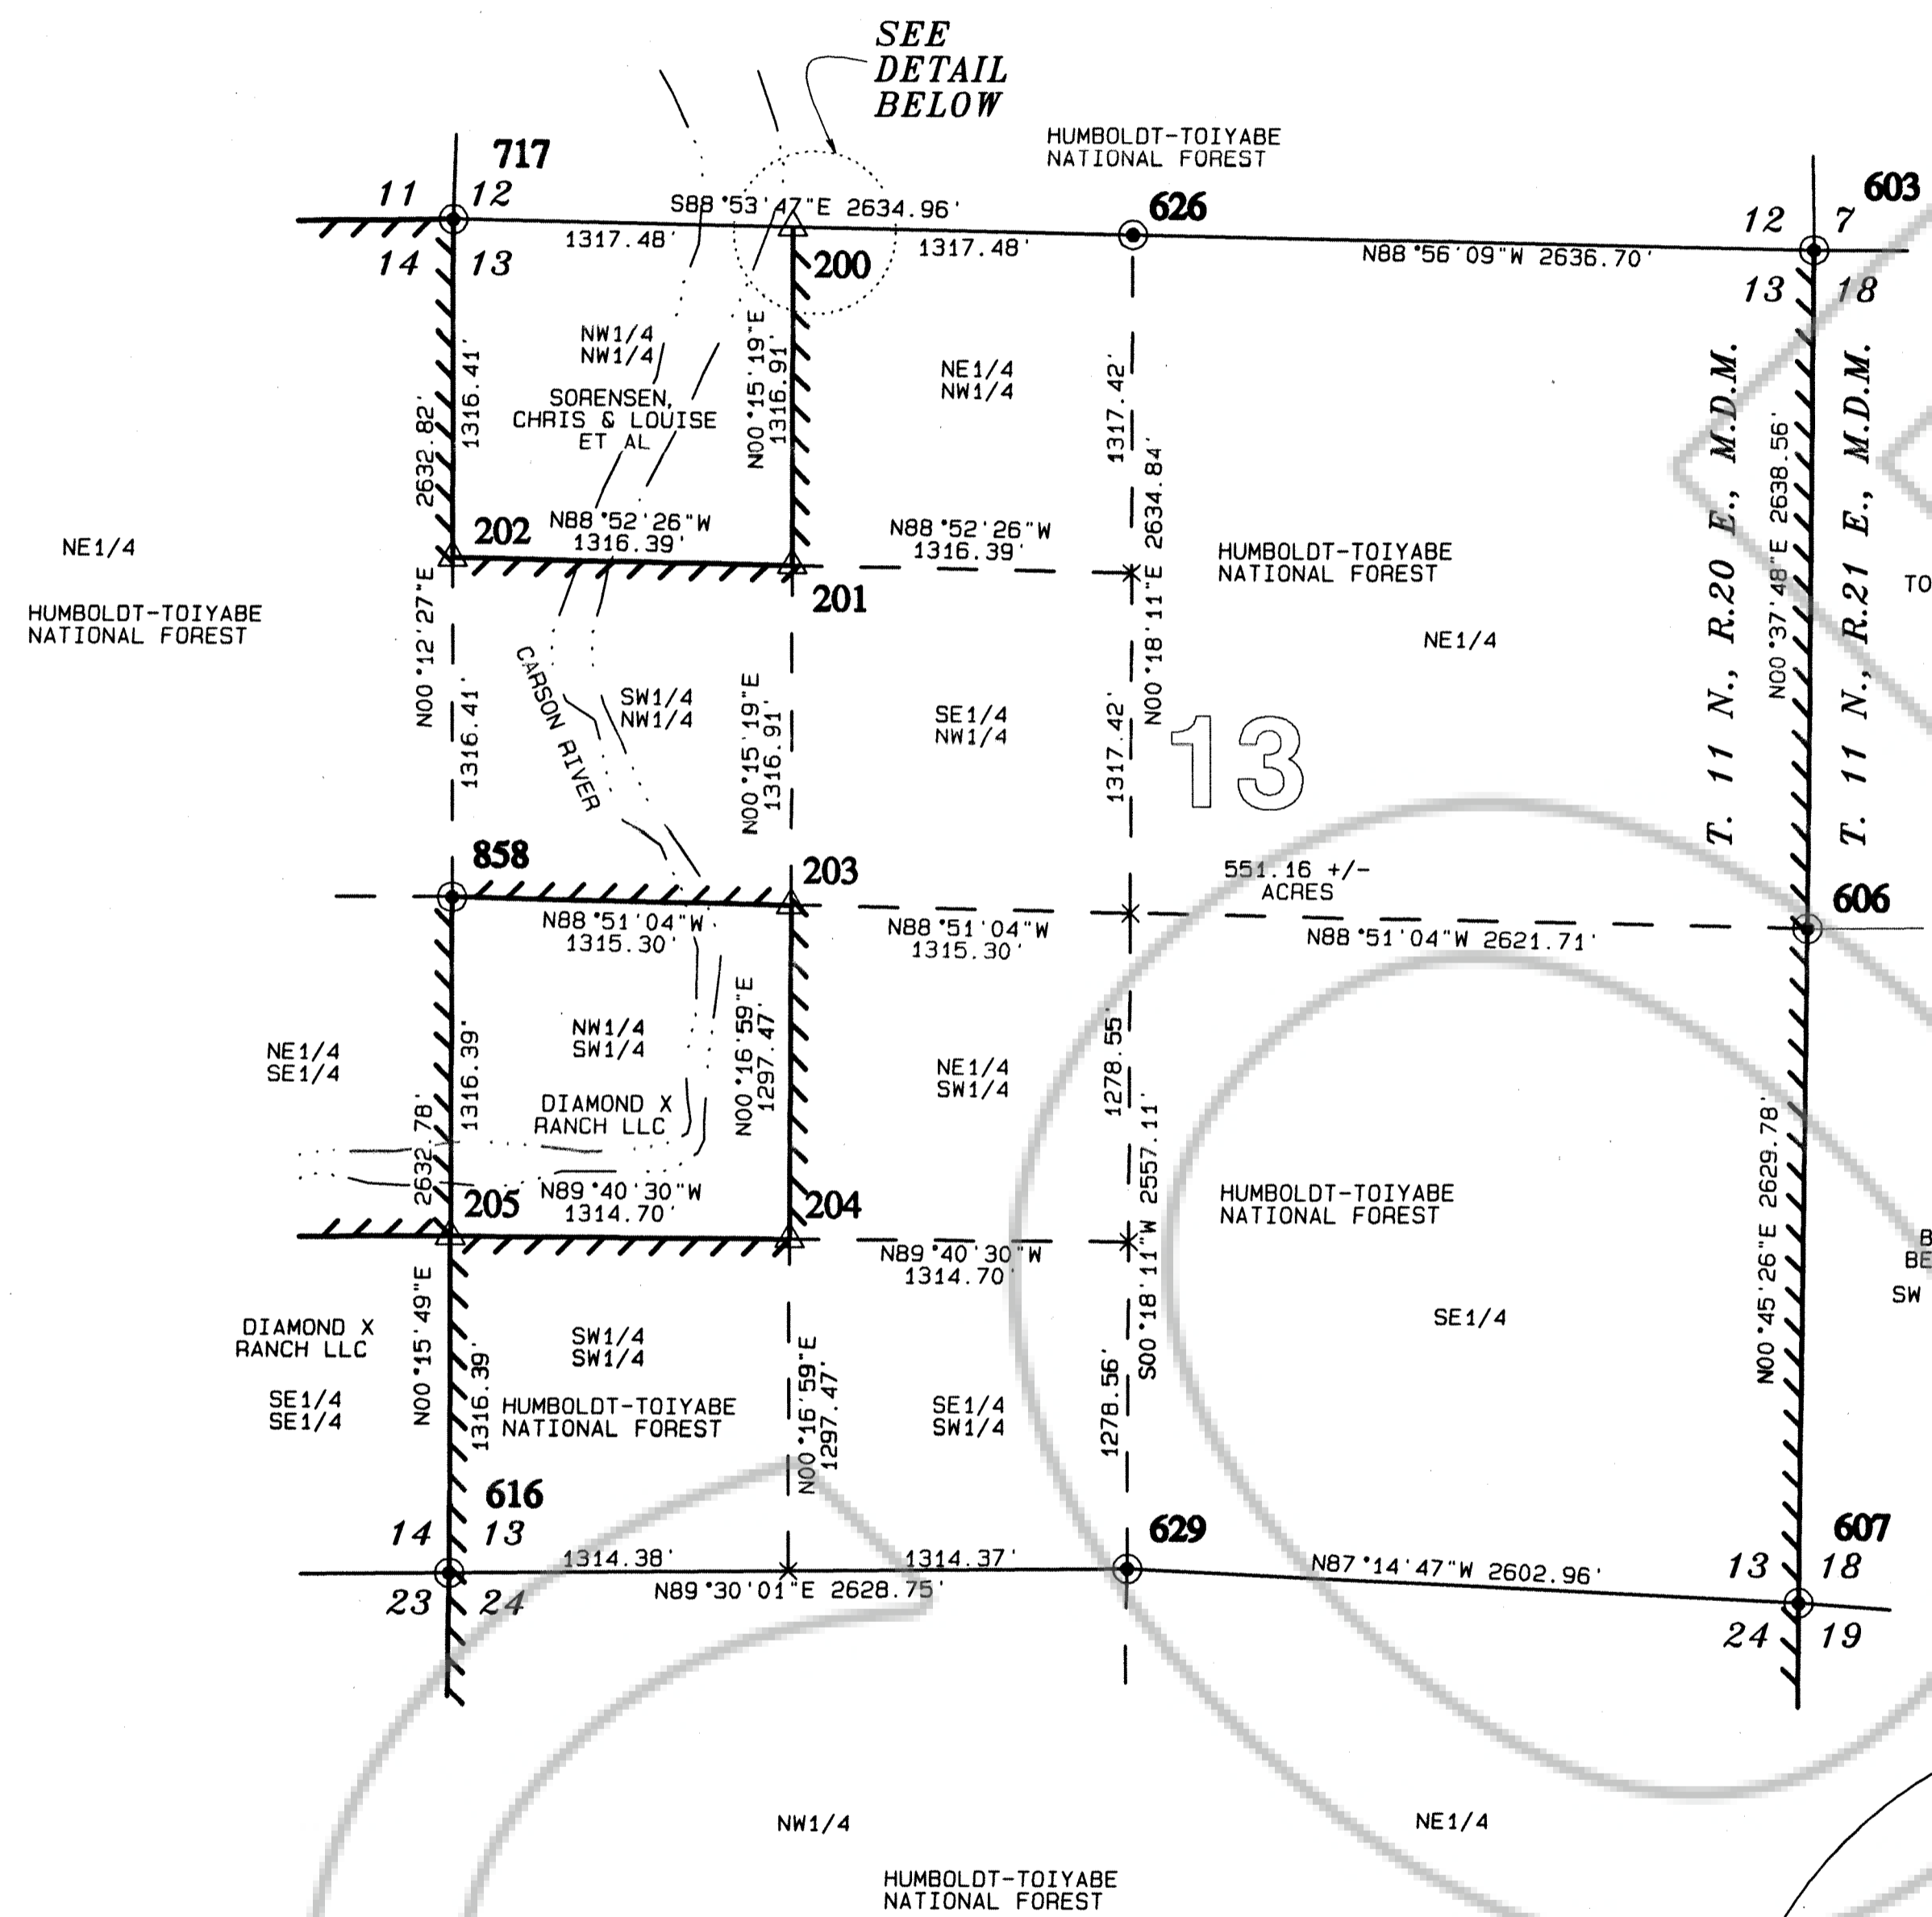 SEE
DETAIL
BELOW
HUMBOLDT-TOIYABE
NATIONAL FOREST
717
603
11 12
S88°53'47"E 2634.96'
626
12 7
1317.48'
1317.48'
N88°56'09"W 2636.70'
14 13
200
13 18
NW1/4
NW1/4
SORENSEN,
CHRIS & LOUISE
ET AL
N00°15'19"E
1316.91'
NE1/4
NW1/4
1317.42'
2632.82'
1316.41'
N00°12'27"E
T. 11 N., R.20 E., M.D.M.
T. 11 N., R.21 E., M.D.M.
N00°37'48"E 2638.56'
202
N88°52'26"W
1316.39'
N88°52'26"W
1316.39'
N00°18'11"E 2634.84'
HUMBOLDT-TOIYABE
NATIONAL FOREST
NE1/4
HUMBOLDT-TOIYABE
NATIONAL FOREST
201
TO
NE1/4
CARSON RIVER
SW1/4
NW1/4
1316.41'
N00°15'19"E
1316.91'
SE1/4
NW1/4
1317.42'
13
858
203
551.16 +/-
ACRES
606
N88°51'04"W
1315.30'
N88°51'04"W
1315.30'
N88°51'04"W 2621.71'
NE1/4
SE1/4
NW1/4
SW1/4
DIAMOND X
RANCH LLC
1316.39'
N00°16'59"E
1297.47'
NE1/4
SW1/4
1278.55'
2632.78'
N00°15'49"E
S00°18'11"W 2557.11'
N00°45'26"E 2629.78'
205
N89°40'30"W
1314.70'
204
HUMBOLDT-TOIYABE
NATIONAL FOREST
N89°40'30"W
1314.70'
B
BE
SW
SE1/4
DIAMOND X
RANCH LLC
SE1/4
SE1/4
1316.39'
SW1/4
SW1/4
HUMBOLDT-TOIYABE
NATIONAL FOREST
N00°16'59"E
1297.47'
SE1/4
SW1/4
1278.56'
616
14 13
629
607
1314.38'
1314.37'
N87°14'47"W 2602.96'
13 18
23 24
N89°30'01"E 2628.75'
24 19
NW1/4
NE1/4
HUMBOLDT-TOIYABE
NATIONAL FOREST